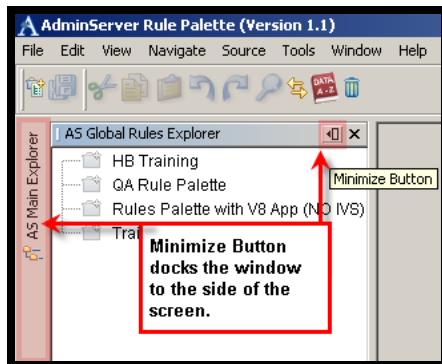 AdminServer Rule Palette (Version 1.1)
File Edit View Navigate Source Tools Window Help
DATA
A-Z
AS Main Explorer
AS Global Rules Explorer
Minimize Button
HB Training
QA Rule Palette
Rules Palette with V8 App (NO IVS)
Trai
Minimize Button
docks the window
to the side of the
screen.